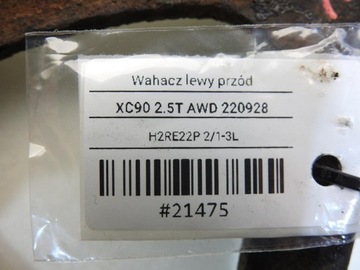 Wahacz lewy przód
XC90 2.5T AWD 220928
H2RE22P 2/1-3L
#21475